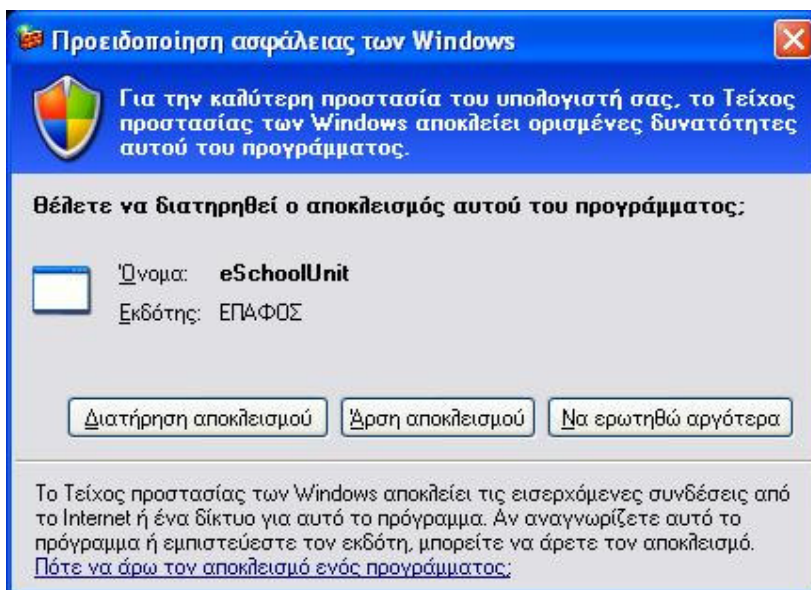 Προειδοποίηση ασφάλειας των Windows
Για την καλύτερη προστασία του υπολογιστή σας, το Τείχος
προστασίας των Windows αποκλείει ορισμένες δυνατότητες
αυτού του προγράμματος.
Θέλετε να διατηρηθεί ο αποκλεισμός αυτού του προγράμματος;
Όνομα: eSchoolUnit
Εκδότης: ΕΠΑΦΟΣ
Διατήρηση αποκλεισμού Άρση αποκλεισμού Να ερωτηθώ αργότερα
Το Τείχος προστασίας των Windows αποκλείει τις εισερχόμενες συνδέσεις από
το Internet ή ένα δίκτυο για αυτό το πρόγραμμα. Αν αναγνωρίζετε αυτό το
πρόγραμμα ή εμπιστεύεστε τον εκδότη, μπορείτε να άρετε τον αποκλεισμό.
Πότε να άρω τον αποκλεισμό ενός προγράμματος;